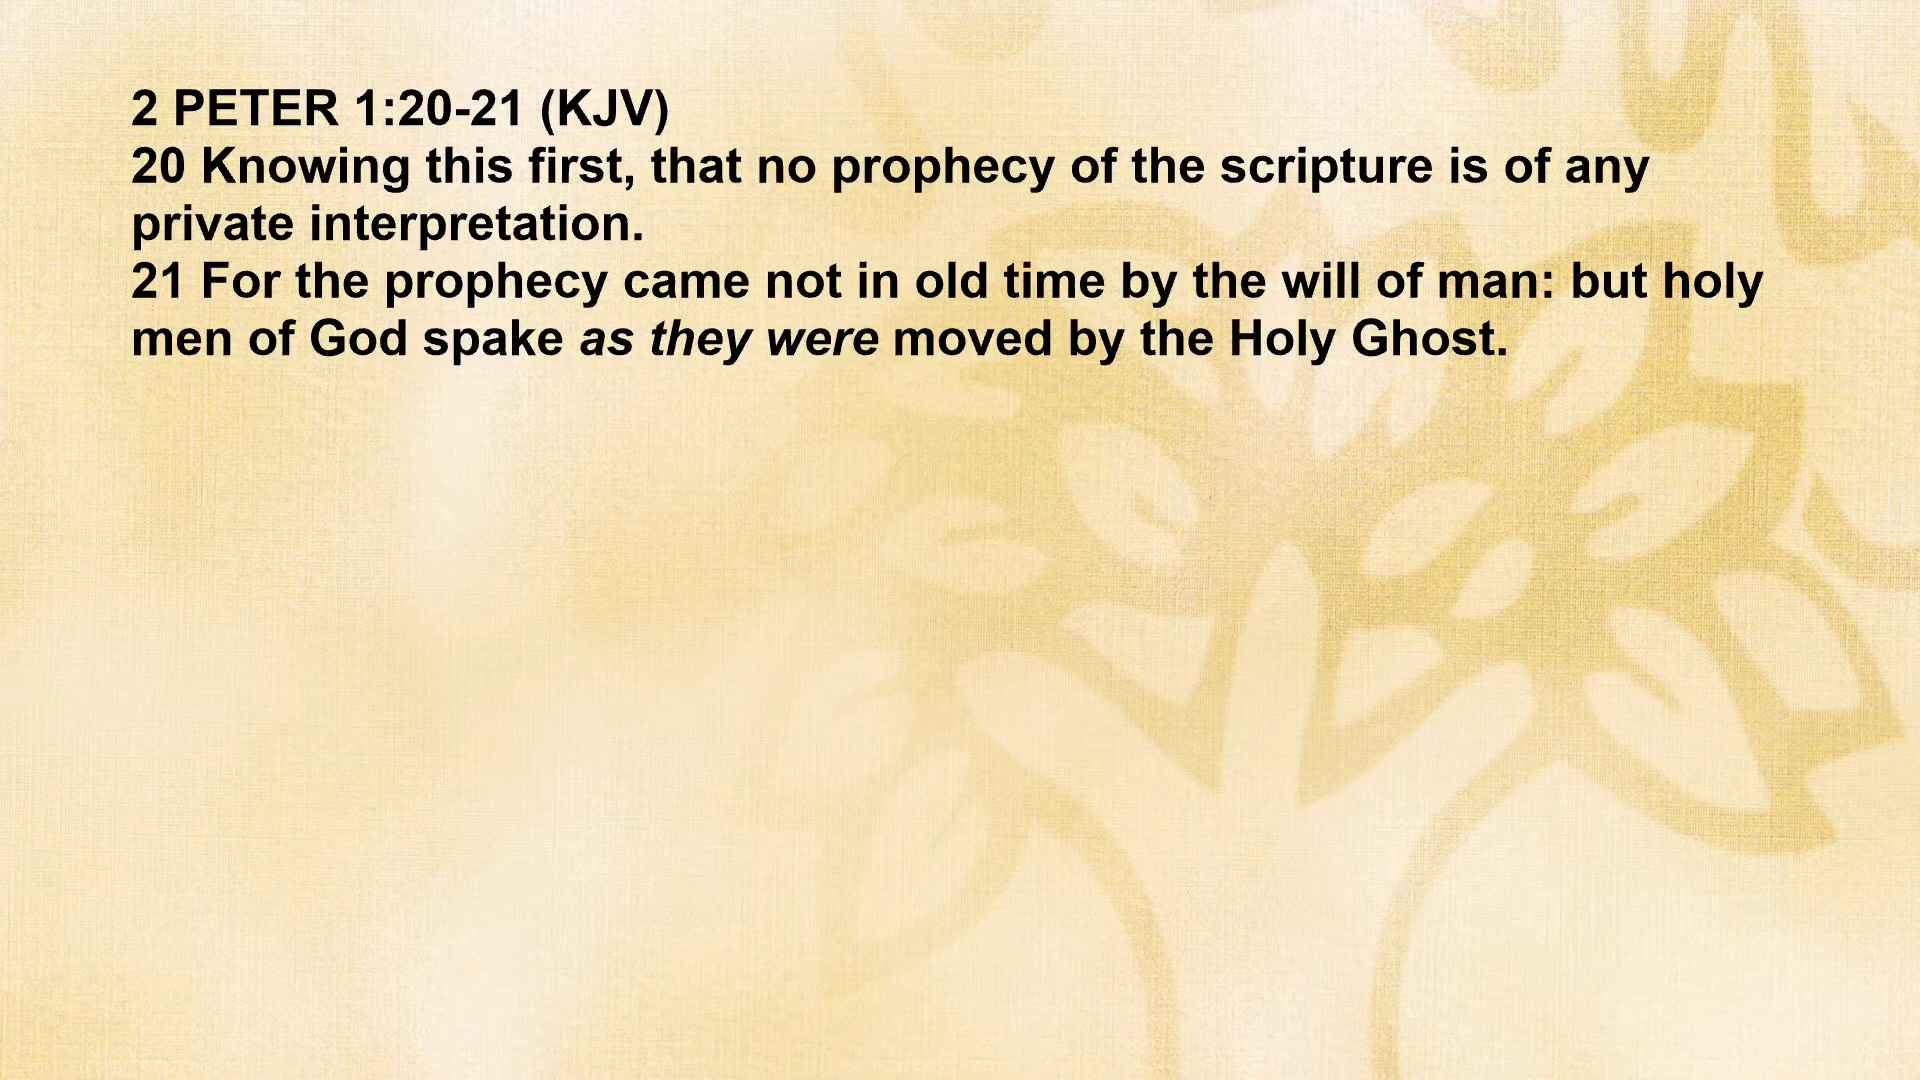 2 PETER 1:20-21 (KJV)
20 Knowing this first, that no prophecy of the scripture is of any
private interpretation.
21 For the prophecy came not in old time by the will of man: but holy
men of God spake as they were moved by the Holy Ghost.